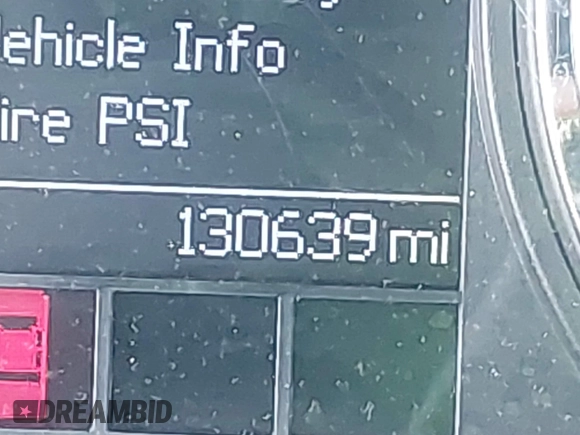 ehicle Info
ire PSI
130639 mi
DREAMBID